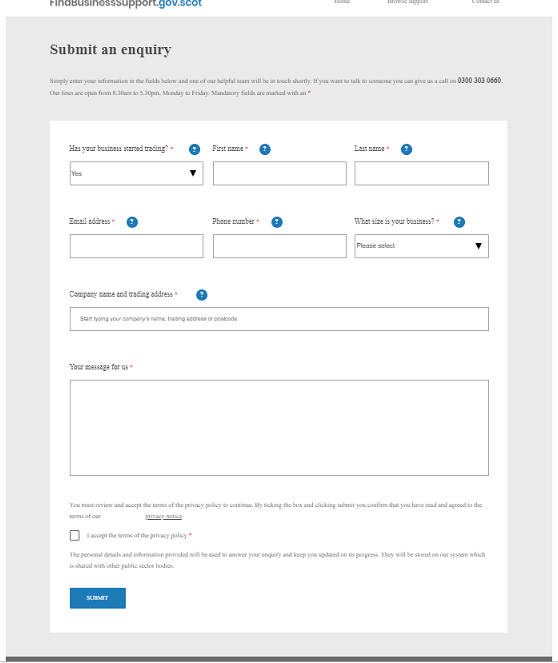 FindBusinessSupport.gov.scot
Home Browse support Contact us
Submit an enquiry
Simply enter your information in the fields below and one of our helpful team will be in touch shortly. If you want to talk to someone you can give us a call on 0300 303 0660.
Our lines are open from 8.30am to 5.30pm, Monday to Friday. Mandatory fields are marked with an *
Has your business started trading? * ? First name * ? Last name * ?
Yes
Email address * ? Phone number * ? What size is your business? * ?
Please select
Company name and trading address * ?
Start typing your company's name, trading address or postcode
Your message for us *
You must review and accept the terms of the privacy policy to continue. By ticking the box and clicking submit you confirm that you have read and agreed to the
terms of our privacy notice.
I accept the terms of the privacy policy *
The personal details and information provided will be used to answer your enquiry and keep you updated on its progress. They will be stored on our system which
is shared with other public sector bodies.
SUBMIT